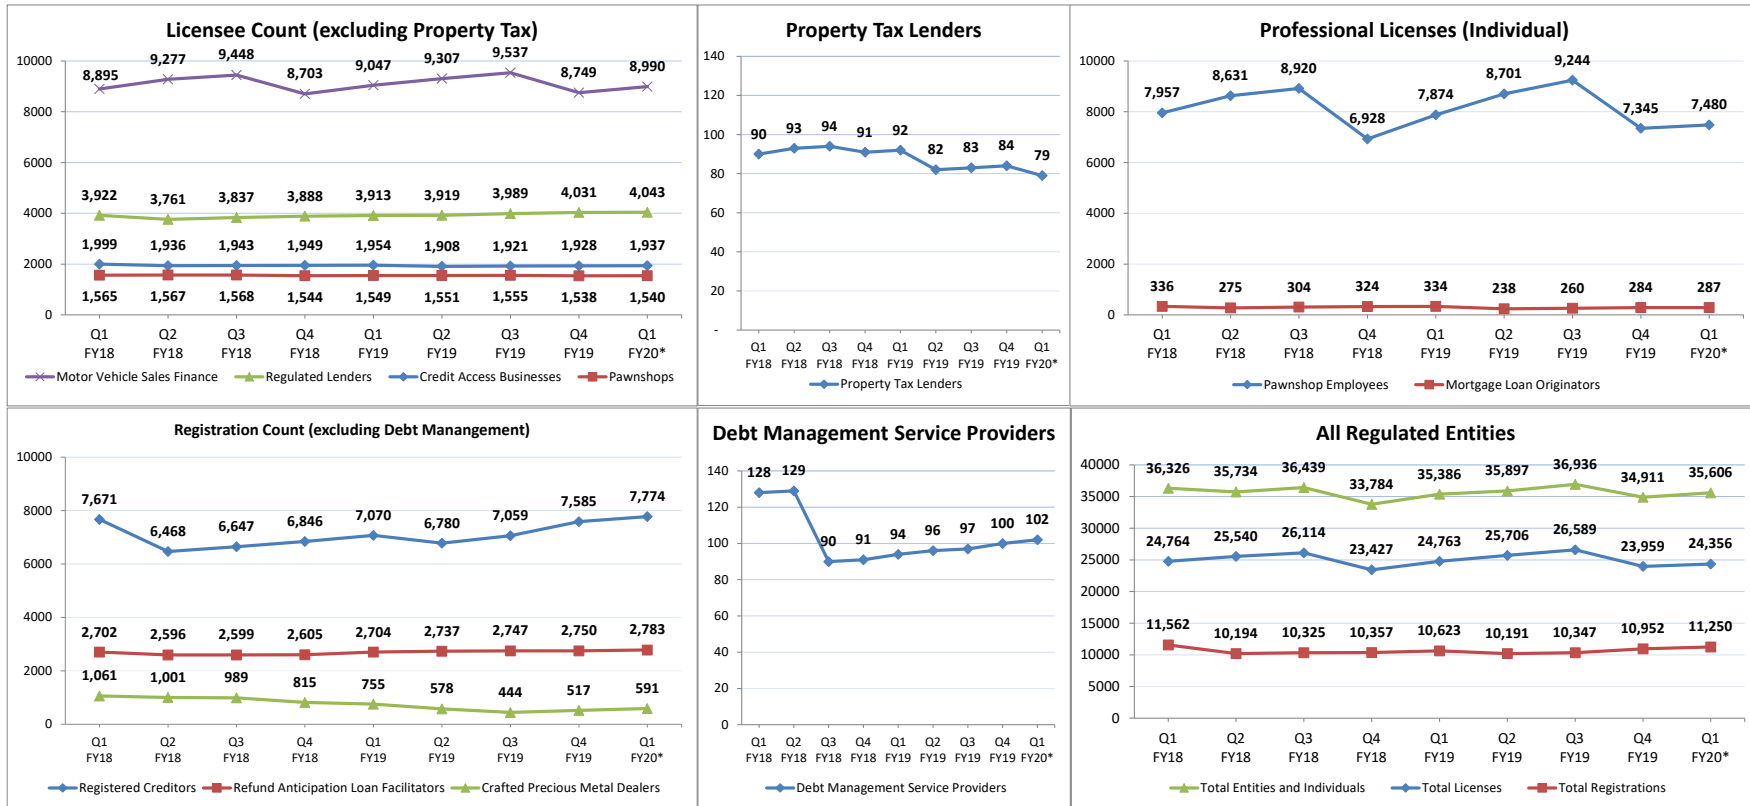 Licensee Count (excluding Property Tax)
10000
8000
6000
4000
2000
0
8,895 9,277 9,448 8,703 9,047 9,307 9,537 8,749 8,990
3,922 3,761 3,837 3,888 3,913 3,919 3,989 4,031 4,043
1,999 1,936 1,943 1,949 1,954 1,908 1,921 1,928 1,937
1,565 1,567 1,568 1,544 1,549 1,551 1,555 1,538 1,540
Q1 Q2 Q3 Q4 Q1 Q2 Q3 Q4 Q1
FY18 FY18 FY18 FY18 FY19 FY19 FY19 FY19 FY20*
Motor Vehicle Sales Finance Regulated Lenders Credit Access Businesses Pawnshops
Property Tax Lenders
140
120
100
80
60
40
20
-
90 93 94 91 92 82 83 84 79
Q1 Q2 Q3 Q4 Q1 Q2 Q3 Q4 Q1
FY18 FY18 FY18 FY18 FY19 FY19 FY19 FY19 FY20*
Property Tax Lenders
Professional Licenses (Individual)
10000
8000
6000
4000
2000
0
7,957 8,631 8,920 6,928 7,874 8,701 9,244 7,345 7,480
336 275 304 324 334 238 260 284 287
Q1 Q2 Q3 Q4 Q1 Q2 Q3 Q4 Q1
FY18 FY18 FY18 FY18 FY19 FY19 FY19 FY19 FY20*
Pawnshop Employees Mortgage Loan Originators
Registration Count (excluding Debt Manangement)
10000
8000
6000
4000
2000
0
7,671 6,468 6,647 6,846 7,070 6,780 7,059 7,585 7,774
2,702 2,596 2,599 2,605 2,704 2,737 2,747 2,750 2,783
1,061 1,001 989 815 755 578 444 517 591
Q1 Q2 Q3 Q4 Q1 Q2 Q3 Q4 Q1
FY18 FY18 FY18 FY18 FY19 FY19 FY19 FY19 FY20*
Registered Creditors Refund Anticipation Loan Facilitators Crafted Precious Metal Dealers
Debt Management Service Providers
140
120
100
80
60
40
20
0
128 129 90 91 94 96 97 100 102
Q1 Q2 Q3 Q4 Q1 Q2 Q3 Q4 Q1
FY18 FY18 FY18 FY18 FY19 FY19 FY19 FY19 FY20*
Debt Management Service Providers
All Regulated Entities
40000
35000
30000
25000
20000
15000
10000
5000
0
36,326 35,734 36,439 33,784 35,386 35,897 36,936 34,911 35,606
24,764 25,540 26,114 23,427 24,763 25,706 26,589 23,959 24,356
11,562 10,194 10,325 10,357 10,623 10,191 10,347 10,952 11,250
Q1 Q2 Q3 Q4 Q1 Q2 Q3 Q4 Q1
FY18 FY18 FY18 FY18 FY19 FY19 FY19 FY19 FY20*
Total Entities and Individuals Total Licenses Total Registrations